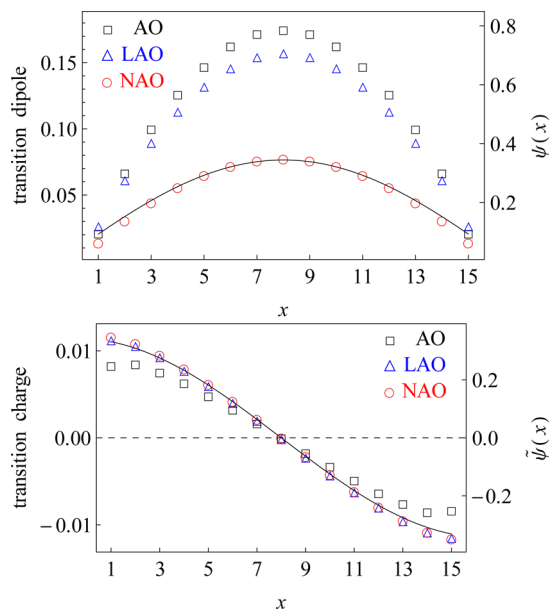 AO
LAO
NAO
0.15
0.10
0.05
transition dipole
0.8
0.6
0.4
0.2
ψ(x)
1 3 5 7 9 11 13 15
x
AO
LAO
NAO
0.01
0.00
−0.01
transition charge
0.2
0.0
−0.2
ψ̃(x)
1 3 5 7 9 11 13 15
x